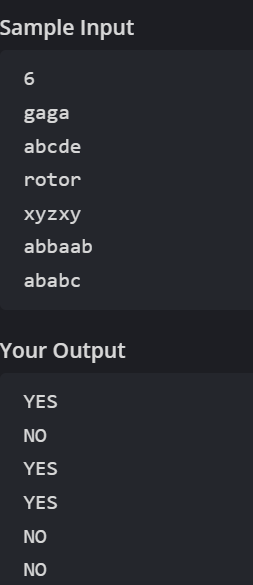 Sample Input
6
gaga
abcde
rotor
xyzxy
abbaab
ababc
Your Output
YES
NO
YES
YES
NO
NO